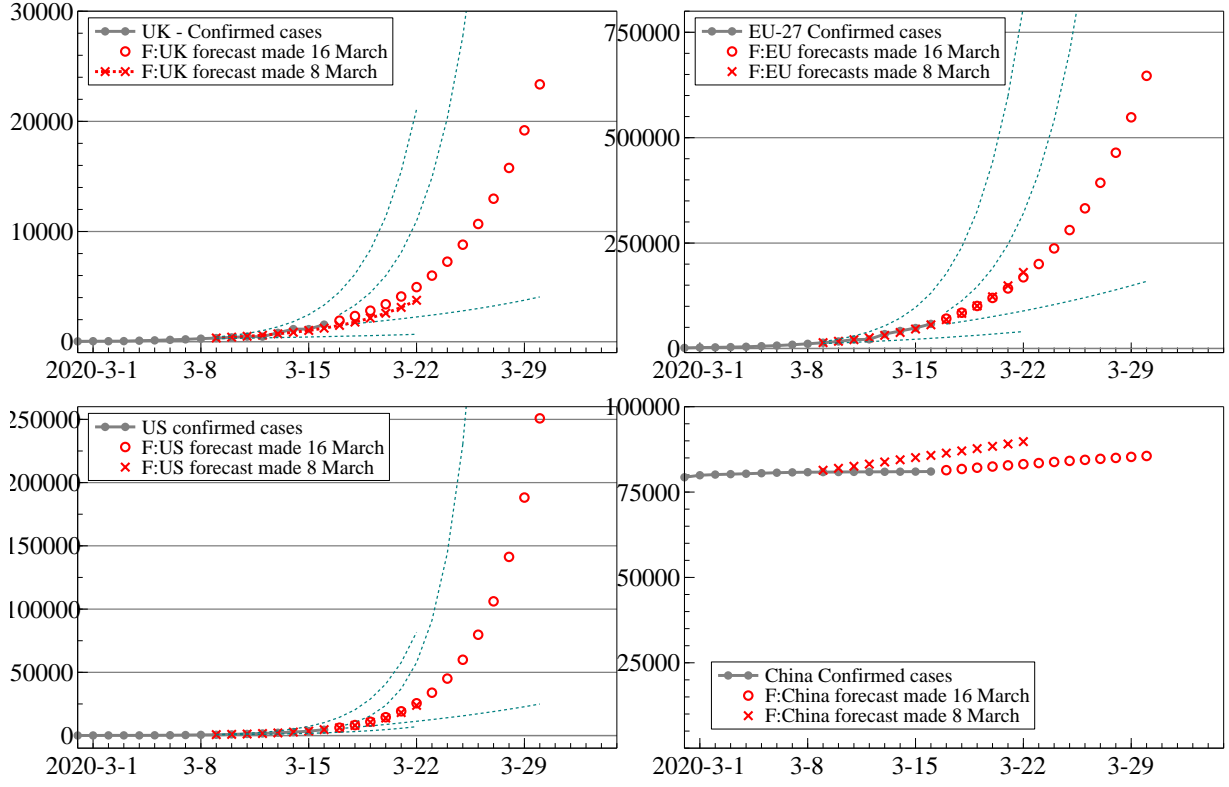 30000
20000
10000
0
UK - Confirmed cases
F:UK forecast made 16 March
F:UK forecast made 8 March
2020-3-1 3-8 3-15 3-22 3-29
750000
500000
250000
0
EU-27 Confirmed cases
F:EU forecasts made 16 March
F:EU forecasts made 8 March
2020-3-1 3-8 3-15 3-22 3-29
250000
200000
150000
100000
50000
0
US confirmed cases
F:US forecast made 16 March
F:US forecast made 8 March
2020-3-1 3-8 3-15 3-22 3-29
100000
75000
50000
25000
China Confirmed cases
F:China forecast made 16 March
F:China forecast made 8 March
2020-3-1 3-8 3-15 3-22 3-29